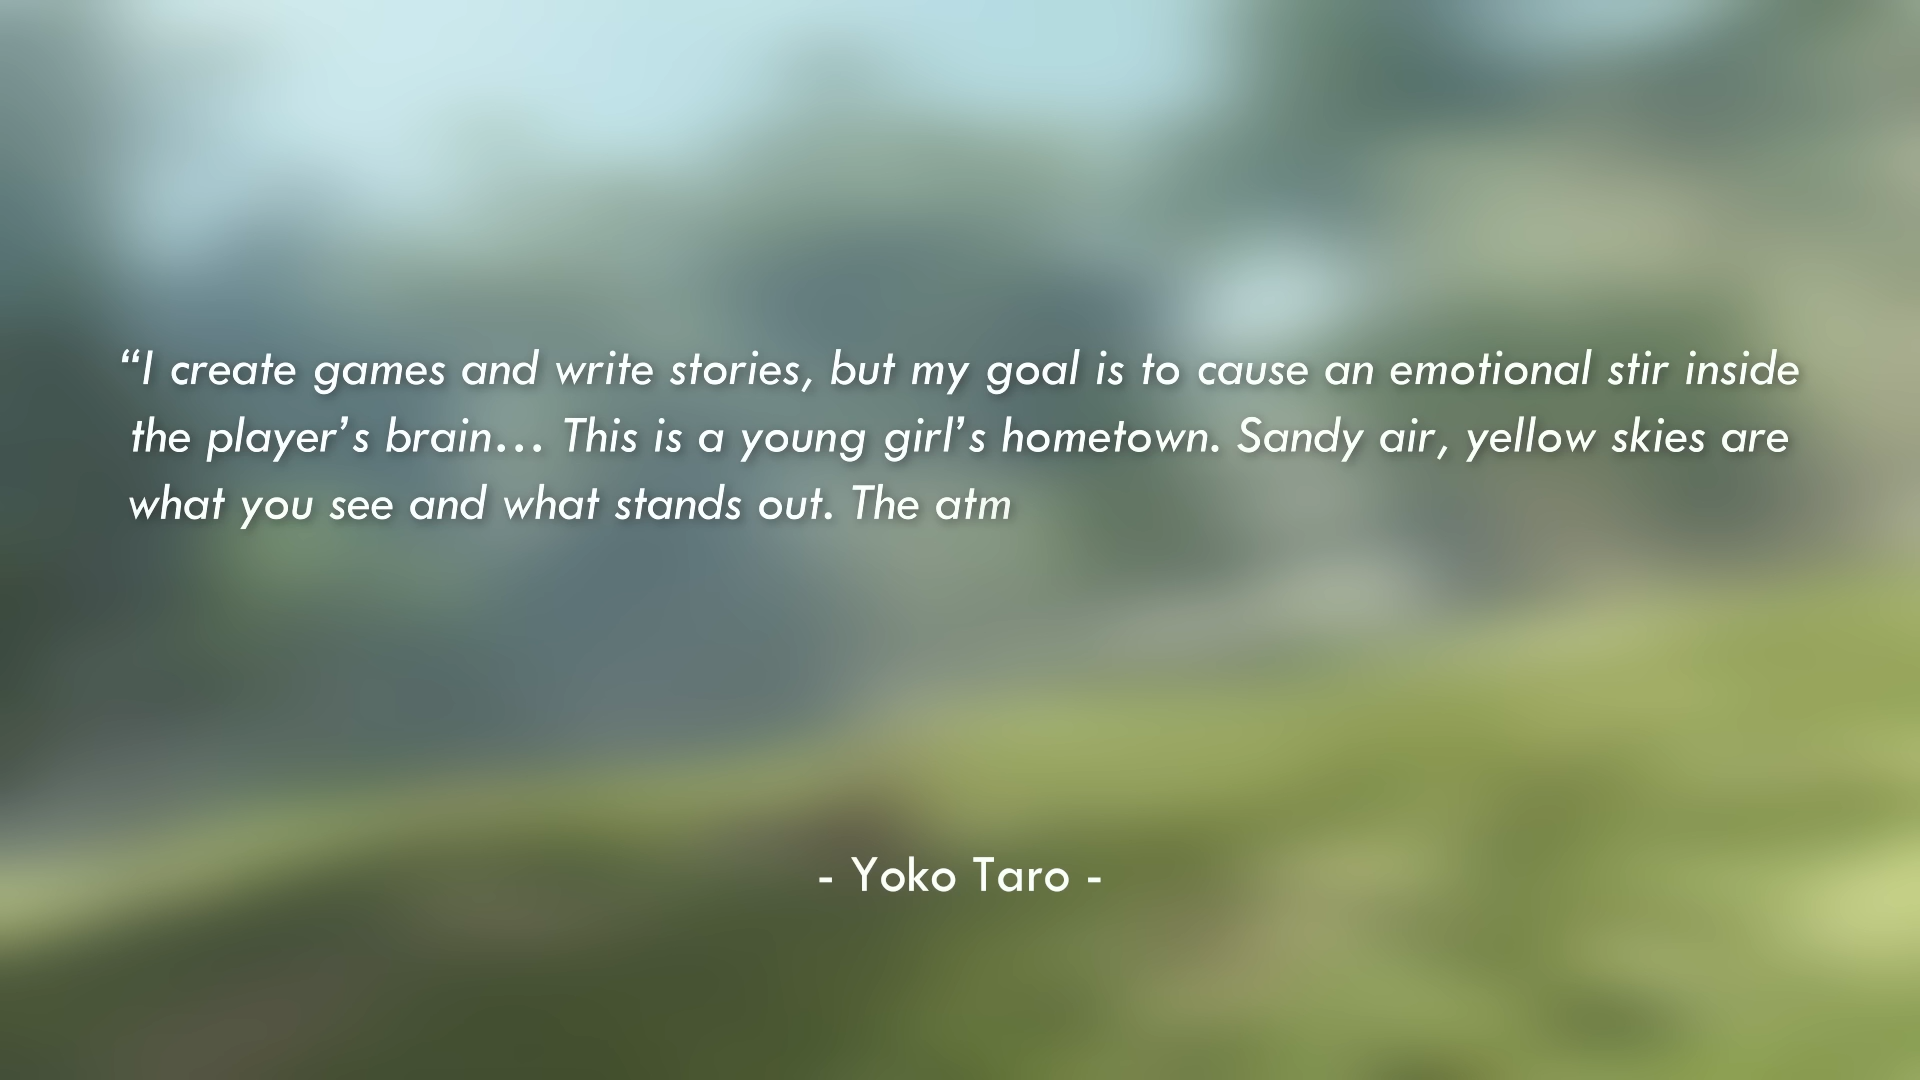 “I create games and write stories, but my goal is to cause an emotional stir inside
the player’s brain… This is a young girl’s hometown. Sandy air, yellow skies are
what you see and what stands out. The atm
- Yoko Taro -